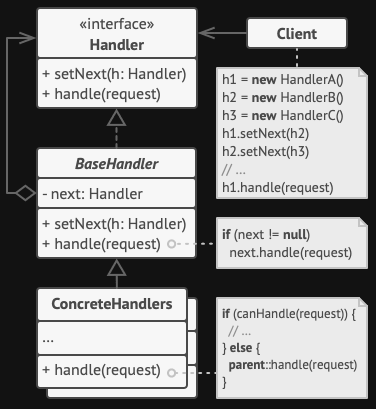 «interface»
Handler
+ setNext(h: Handler)
+ handle(request)
Client
h1 = new HandlerA()
h2 = new HandlerB()
h3 = new HandlerC()
h1.setNext(h2)
h2.setNext(h3)
// ...
h1.handle(request)
BaseHandler
- next: Handler
+ setNext(h: Handler)
+ handle(request)
if (next != null)
next.handle(request)
ConcreteHandlers
...
+ handle(request)
if (canHandle(request)) {
// ...
} else {
parent::handle(request)
}